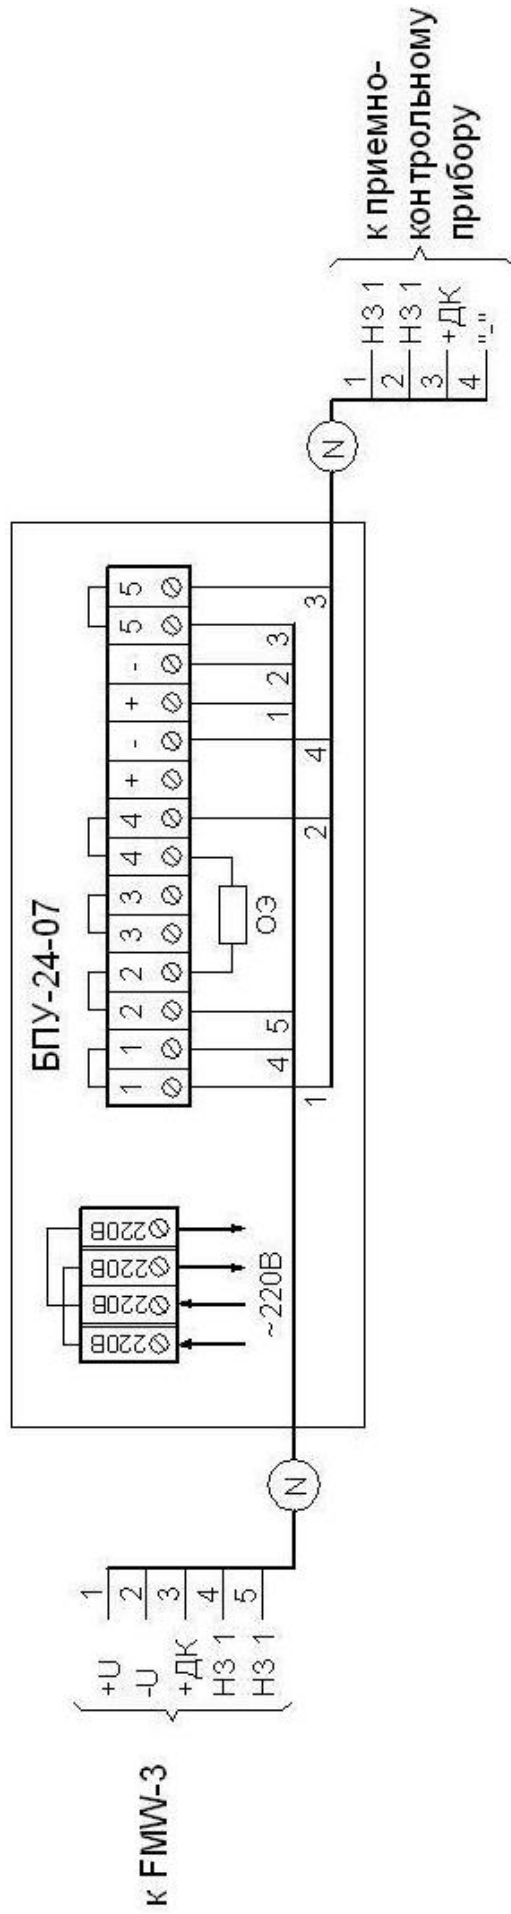 к FMW-3
+U 1
-U 2
+ДК 3
НЗ 1 4
НЗ 1 5
N
БПУ-24-07
220В 220В 220В 220В
~220В
1 1 2 2 3 3 4 4 + - + - 5 5
ОЭ
4 5 1 2 3
1 2 4 3
N
1 НЗ 1
2 НЗ 1
3 +ДК
4 "-"
к приемно-
контрольному
прибору